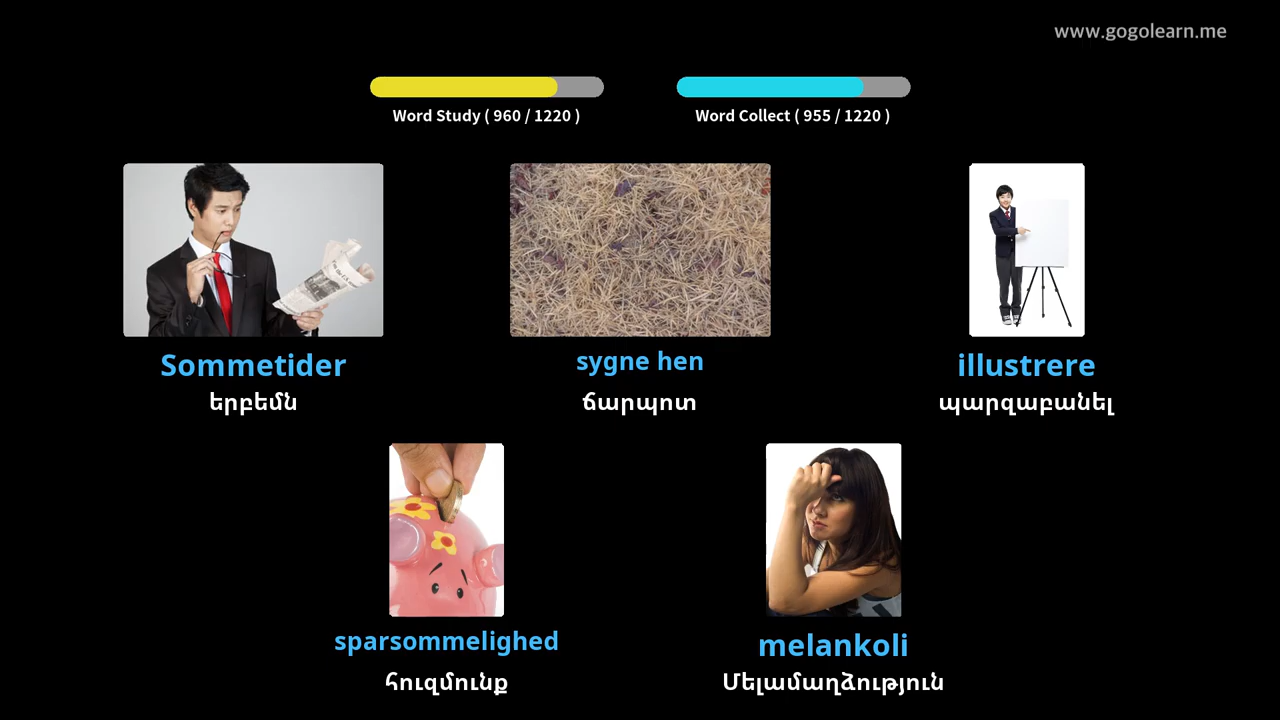 www.gogolearn.me
Word Study ( 960 / 1220 )
Word Collect ( 955 / 1220 )
Sommetider
երբեմն
sygne hen
ճարպոտ
illustrere
պարզաբանել
sparsommelighed
հուզմունք
melankoli
Մելամաղձություն